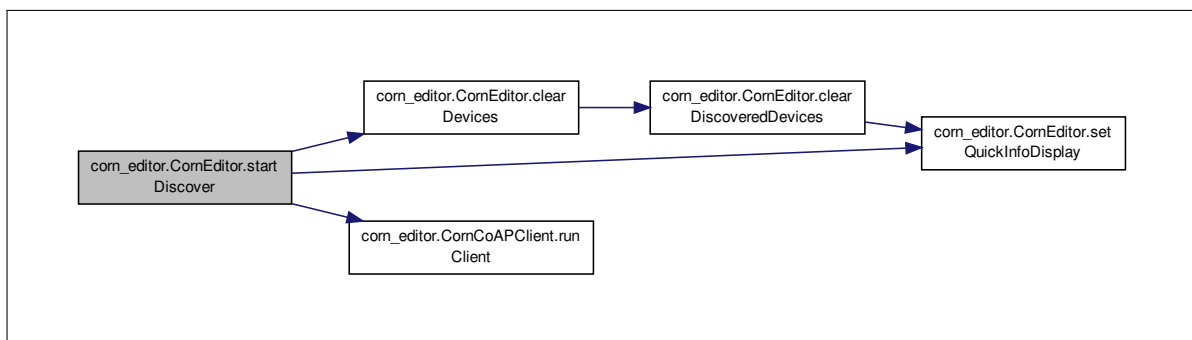 corn_editor.CornEditor.start
Discover
corn_editor.CornEditor.clear
Devices
corn_editor.CornEditor.clear
DiscoveredDevices
corn_editor.CornEditor.set
QuickInfoDisplay
corn_editor.CornCoAPClient.run
Client